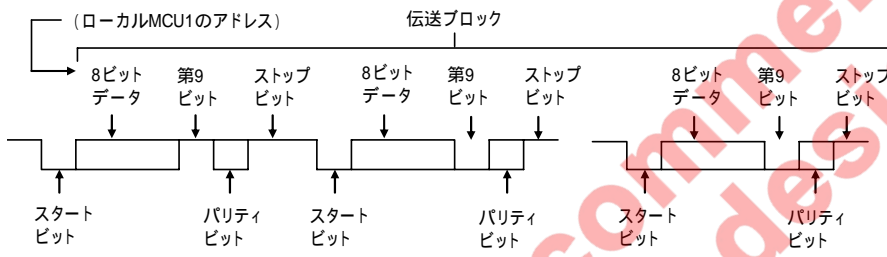 (ローカルMCU1のアドレス)
伝送ブロック
8ビット
データ
第9
ビット
ストップ
ビット
8ビット
データ
第9
ビット
ストップ
ビット
8ビット
データ
第9
ビット
ストップ
ビット
スタート
ビット
パリティ
ビット
スタート
ビット
パリティ
ビット
スタート
ビット
パリティ
ビット